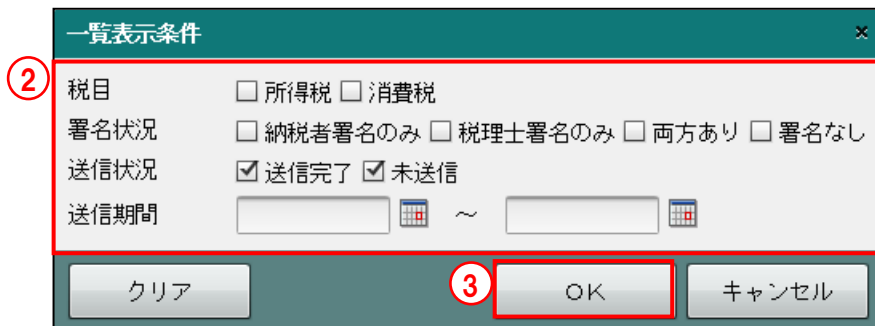 一覧表示条件 ×
②
税目 □ 所得税 □ 消費税
署名状況 □ 納税者署名のみ □ 税理士署名のみ □ 両方あり □ 署名なし
送信状況 ☑ 送信完了 ☑ 未送信
送信期間 ～
クリア ③ OK キャンセル